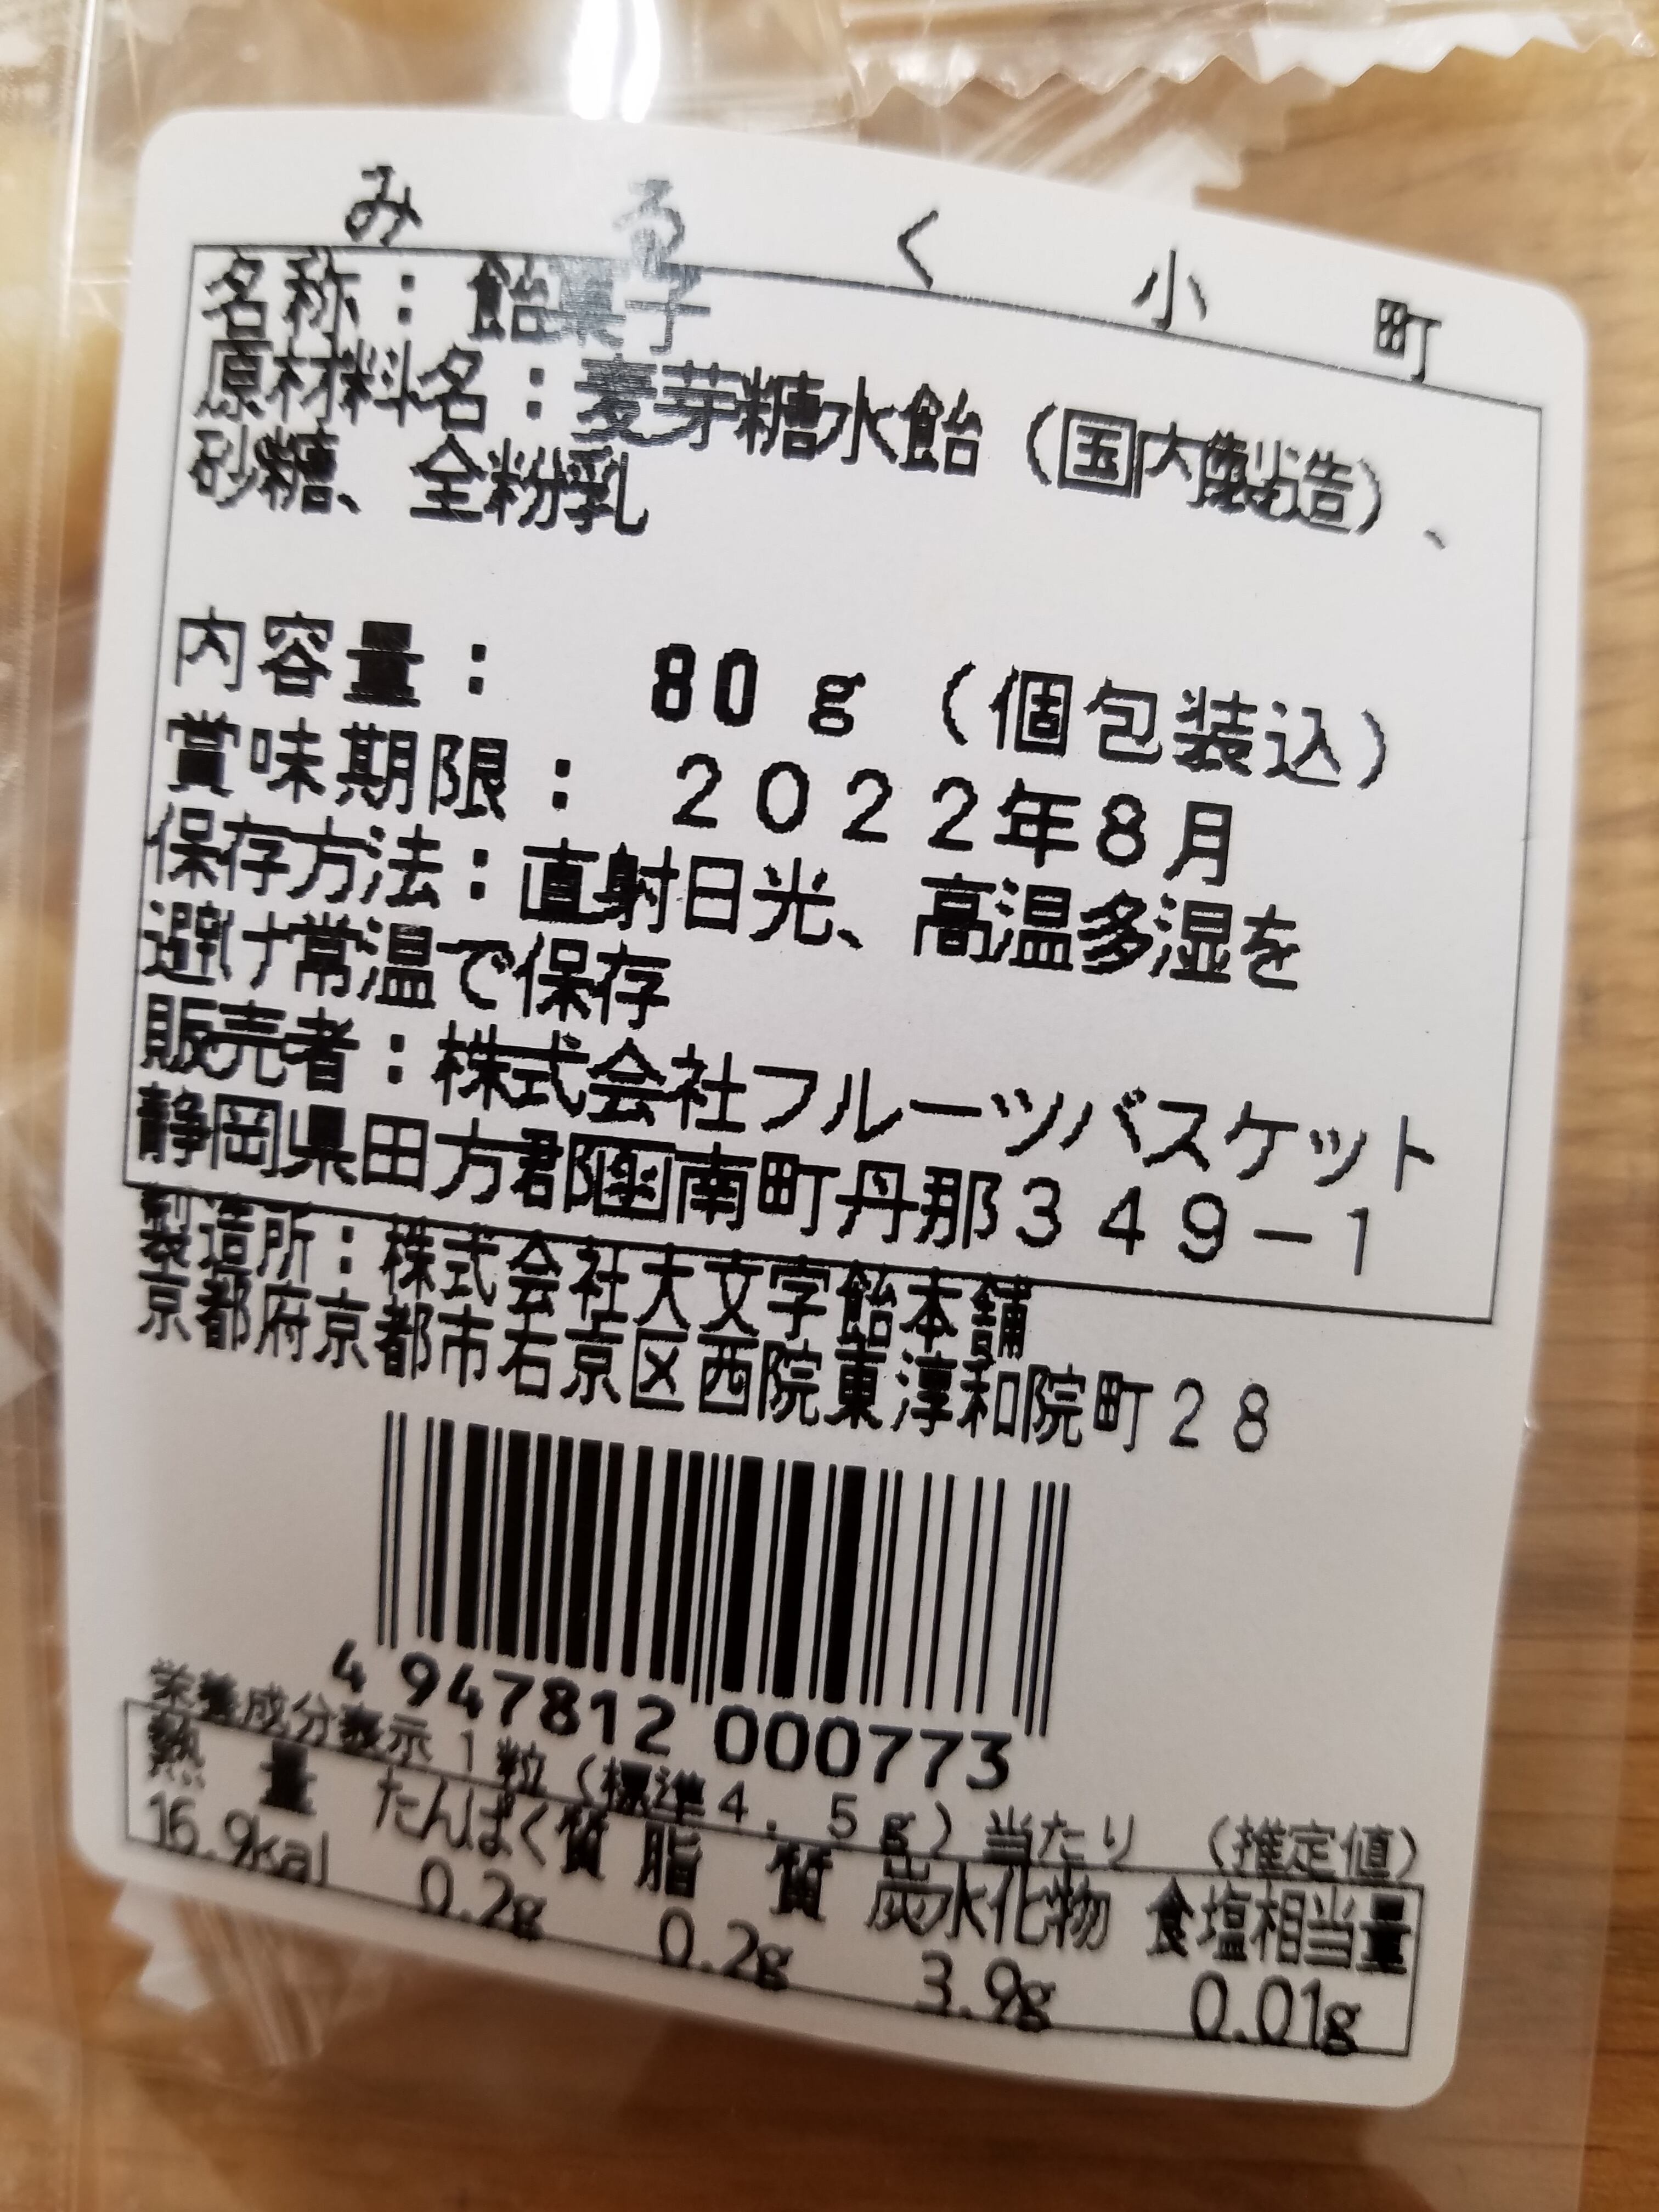 みるく小町
名称：飴菓子
原材料名：麦芽糖水飴（国内製造）、
砂糖、全粉乳
内容量：　80ｇ（個包装込）
賞味期限：２０２２年８月
保存方法：直射日光、高温多湿を
避け常温で保存
販売者：株式会社フルーツバスケット
静岡県田方郡函南町丹那３４９－１
製造所：株式会社大文字飴本舗
京都府京都市右京区西院東淳和院町２８
4 947812 000773
栄養成分表示１粒（標準４．５ｇ）当たり　（推定値）
熱量　たんぱく質　脂質　炭水化物　食塩相当量
16.9kal　0.2g　0.2g　3.9g　0.01g